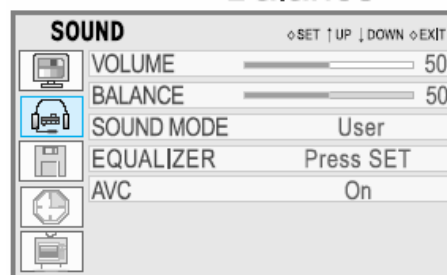 SOUND ◇SET ↑UP ↓DOWN ◇EXIT
VOLUME 50
BALANCE 50
SOUND MODE User
EQUALIZER Press SET
AVC On